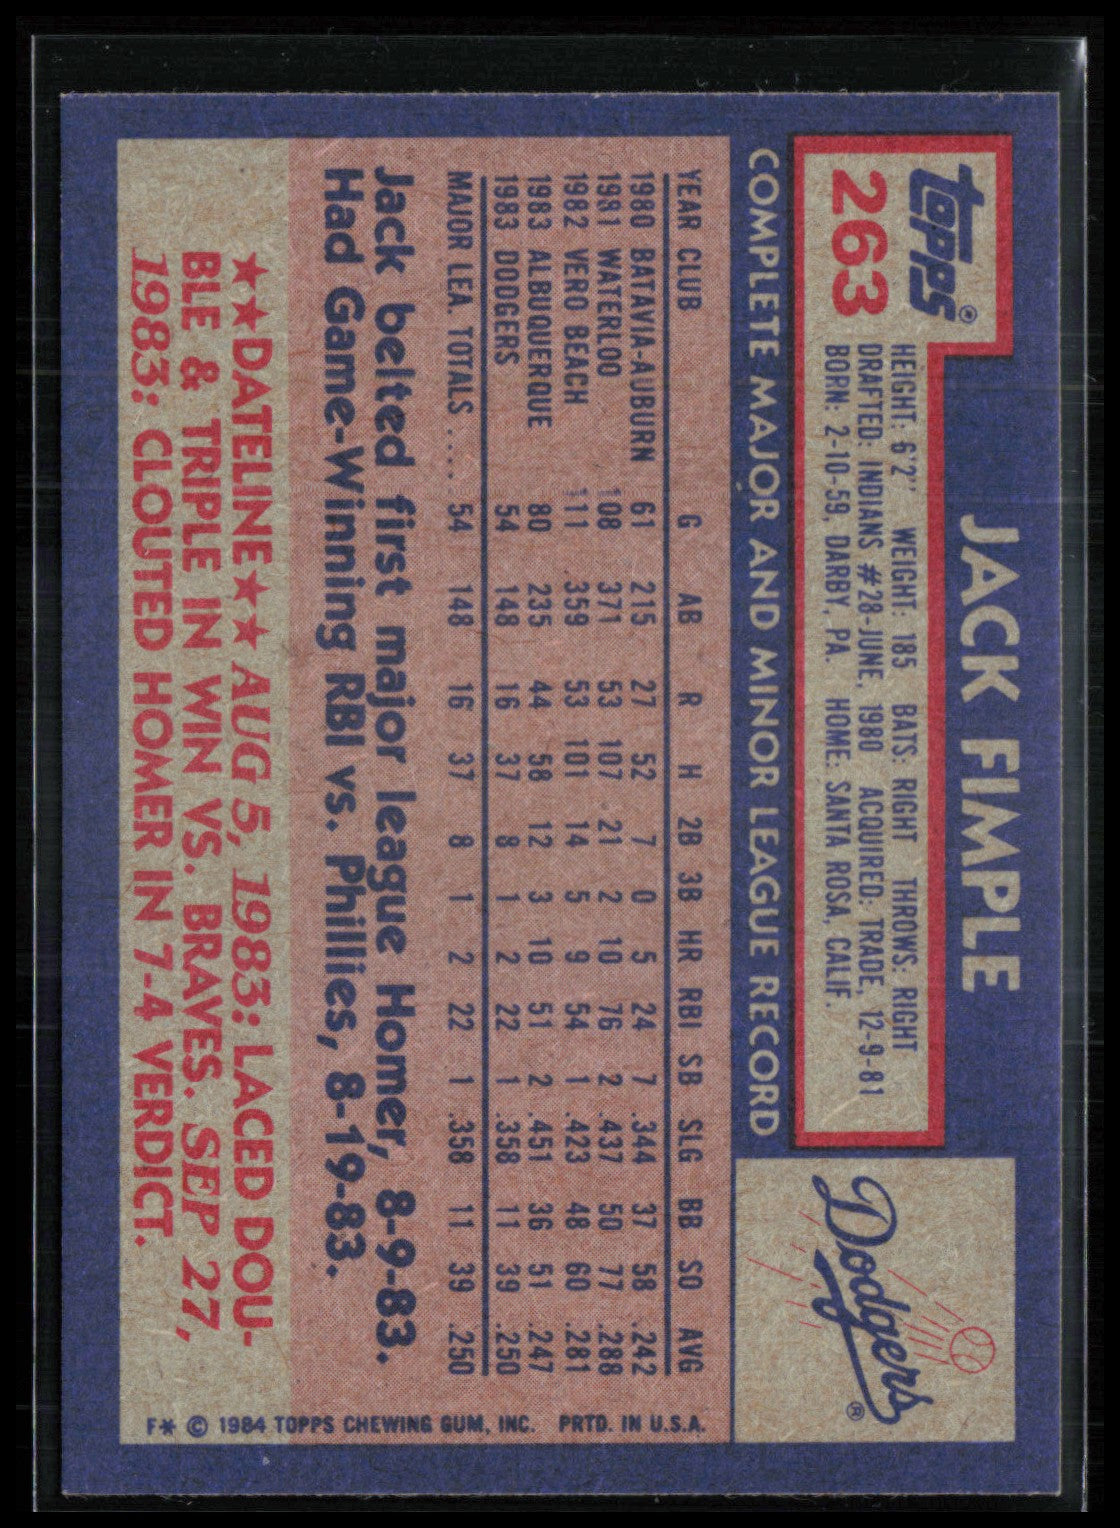 topps®
263
JACK FIMPLE
HEIGHT: 6'2" WEIGHT: 185 BATS: RIGHT THROWS: RIGHT
DRAFTED: INDIANS #28-JUNE, 1980 ACQUIRED: TRADE, 12-9-81
BORN: 2-10-59, DARBY, PA. HOME: SANTA ROSA, CALIF.
Dodgers®
COMPLETE MAJOR AND MINOR LEAGUE RECORD
YEAR CLUB G AB R H 2B 3B HR RBI SB SLG BB SO AVG
1980 BATAVIA-AUBURN 61 215 27 52 7 0 5 24 7 .344 37 58 .242
1981 WATERLOO 108 371 53 107 21 2 10 76 2 .437 50 77 .288
1982 VERO BEACH 111 359 53 101 14 5 9 54 1 .423 48 60 .281
1983 ALBUQUERQUE 80 235 44 58 12 3 10 51 2 .451 36 51 .247
1983 DODGERS 54 148 16 37 8 1 2 22 1 .358 11 39 .250
MAJOR LEA. TOTALS .... 54 148 16 37 8 1 2 22 1 .358 11 39 .250
Jack belted first major league Homer, 8-9-83.
Had Game-Winning RBI vs. Phillies, 8-19-83.
★★DATELINE★★ AUG 5, 1983: LACED DOU-
BLE & TRIPLE IN WIN VS. BRAVES. SEP 27,
1983: CLOUTED HOMER IN 7-4 VERDICT.
F* © 1984 TOPPS CHEWING GUM, INC. PRTD. IN U.S.A.